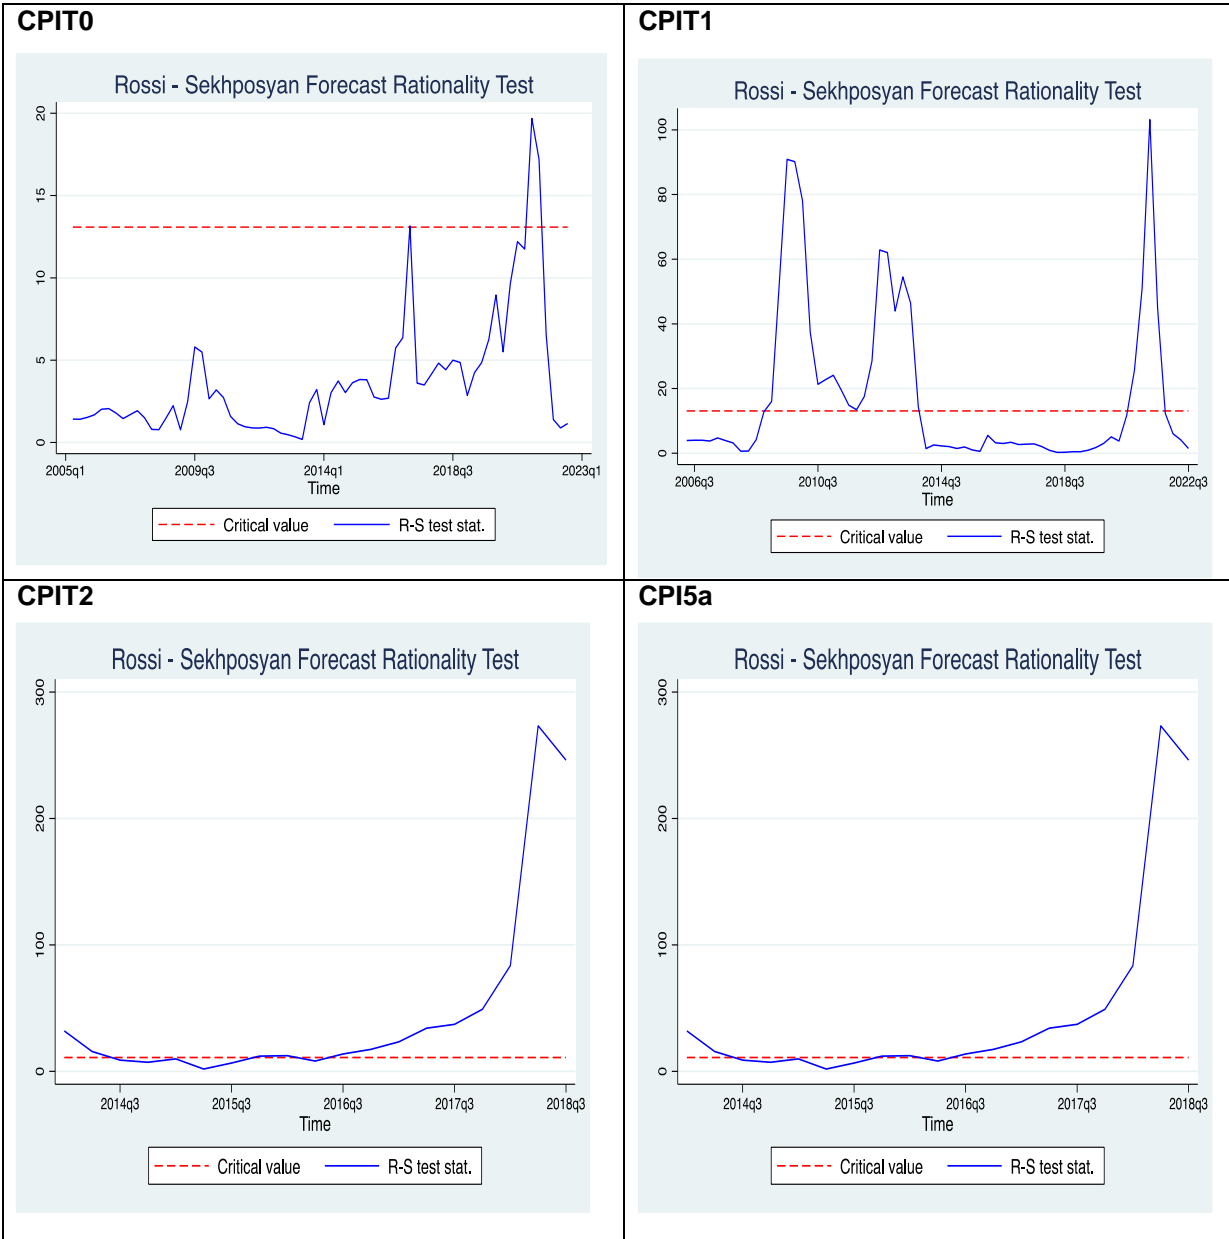 CPIT0
Rossi - Sekhposyan Forecast Rationality Test
20
15
10
5
0
2005q1 2009q3 2014q1 2018q3 2023q1
Time
Critical value R-S test stat.
CPIT1
Rossi - Sekhposyan Forecast Rationality Test
100
80
60
40
20
0
2006q3 2010q3 2014q3 2018q3 2022q3
Time
Critical value R-S test stat.
CPIT2
Rossi - Sekhposyan Forecast Rationality Test
300
200
100
0
2014q3 2015q3 2016q3 2017q3 2018q3
Time
Critical value R-S test stat.
CPI5a
Rossi - Sekhposyan Forecast Rationality Test
300
200
100
0
2014q3 2015q3 2016q3 2017q3 2018q3
Time
Critical value R-S test stat.